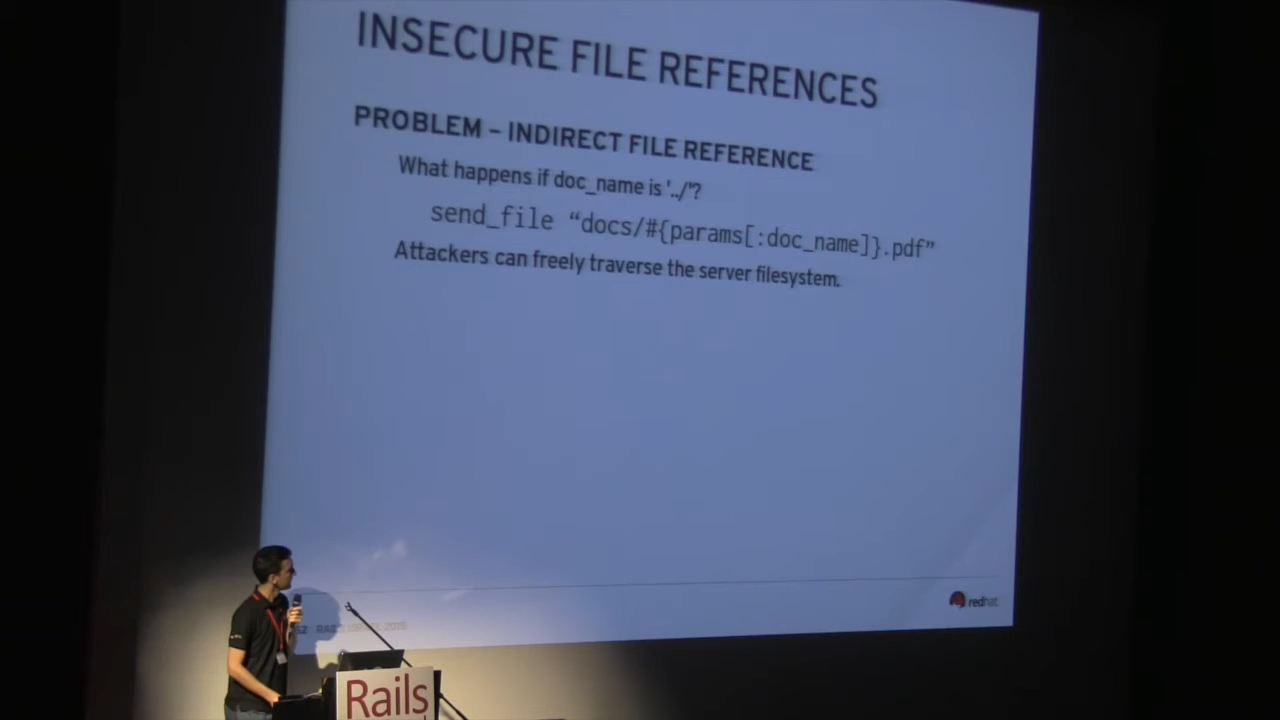 INSECURE FILE REFERENCES
PROBLEM – INDIRECT FILE REFERENCE
What happens if doc_name is '../'?
send_file “docs/#{params[:doc_name]}.pdf”
Attackers can freely traverse the server filesystem.
redhat
Rails